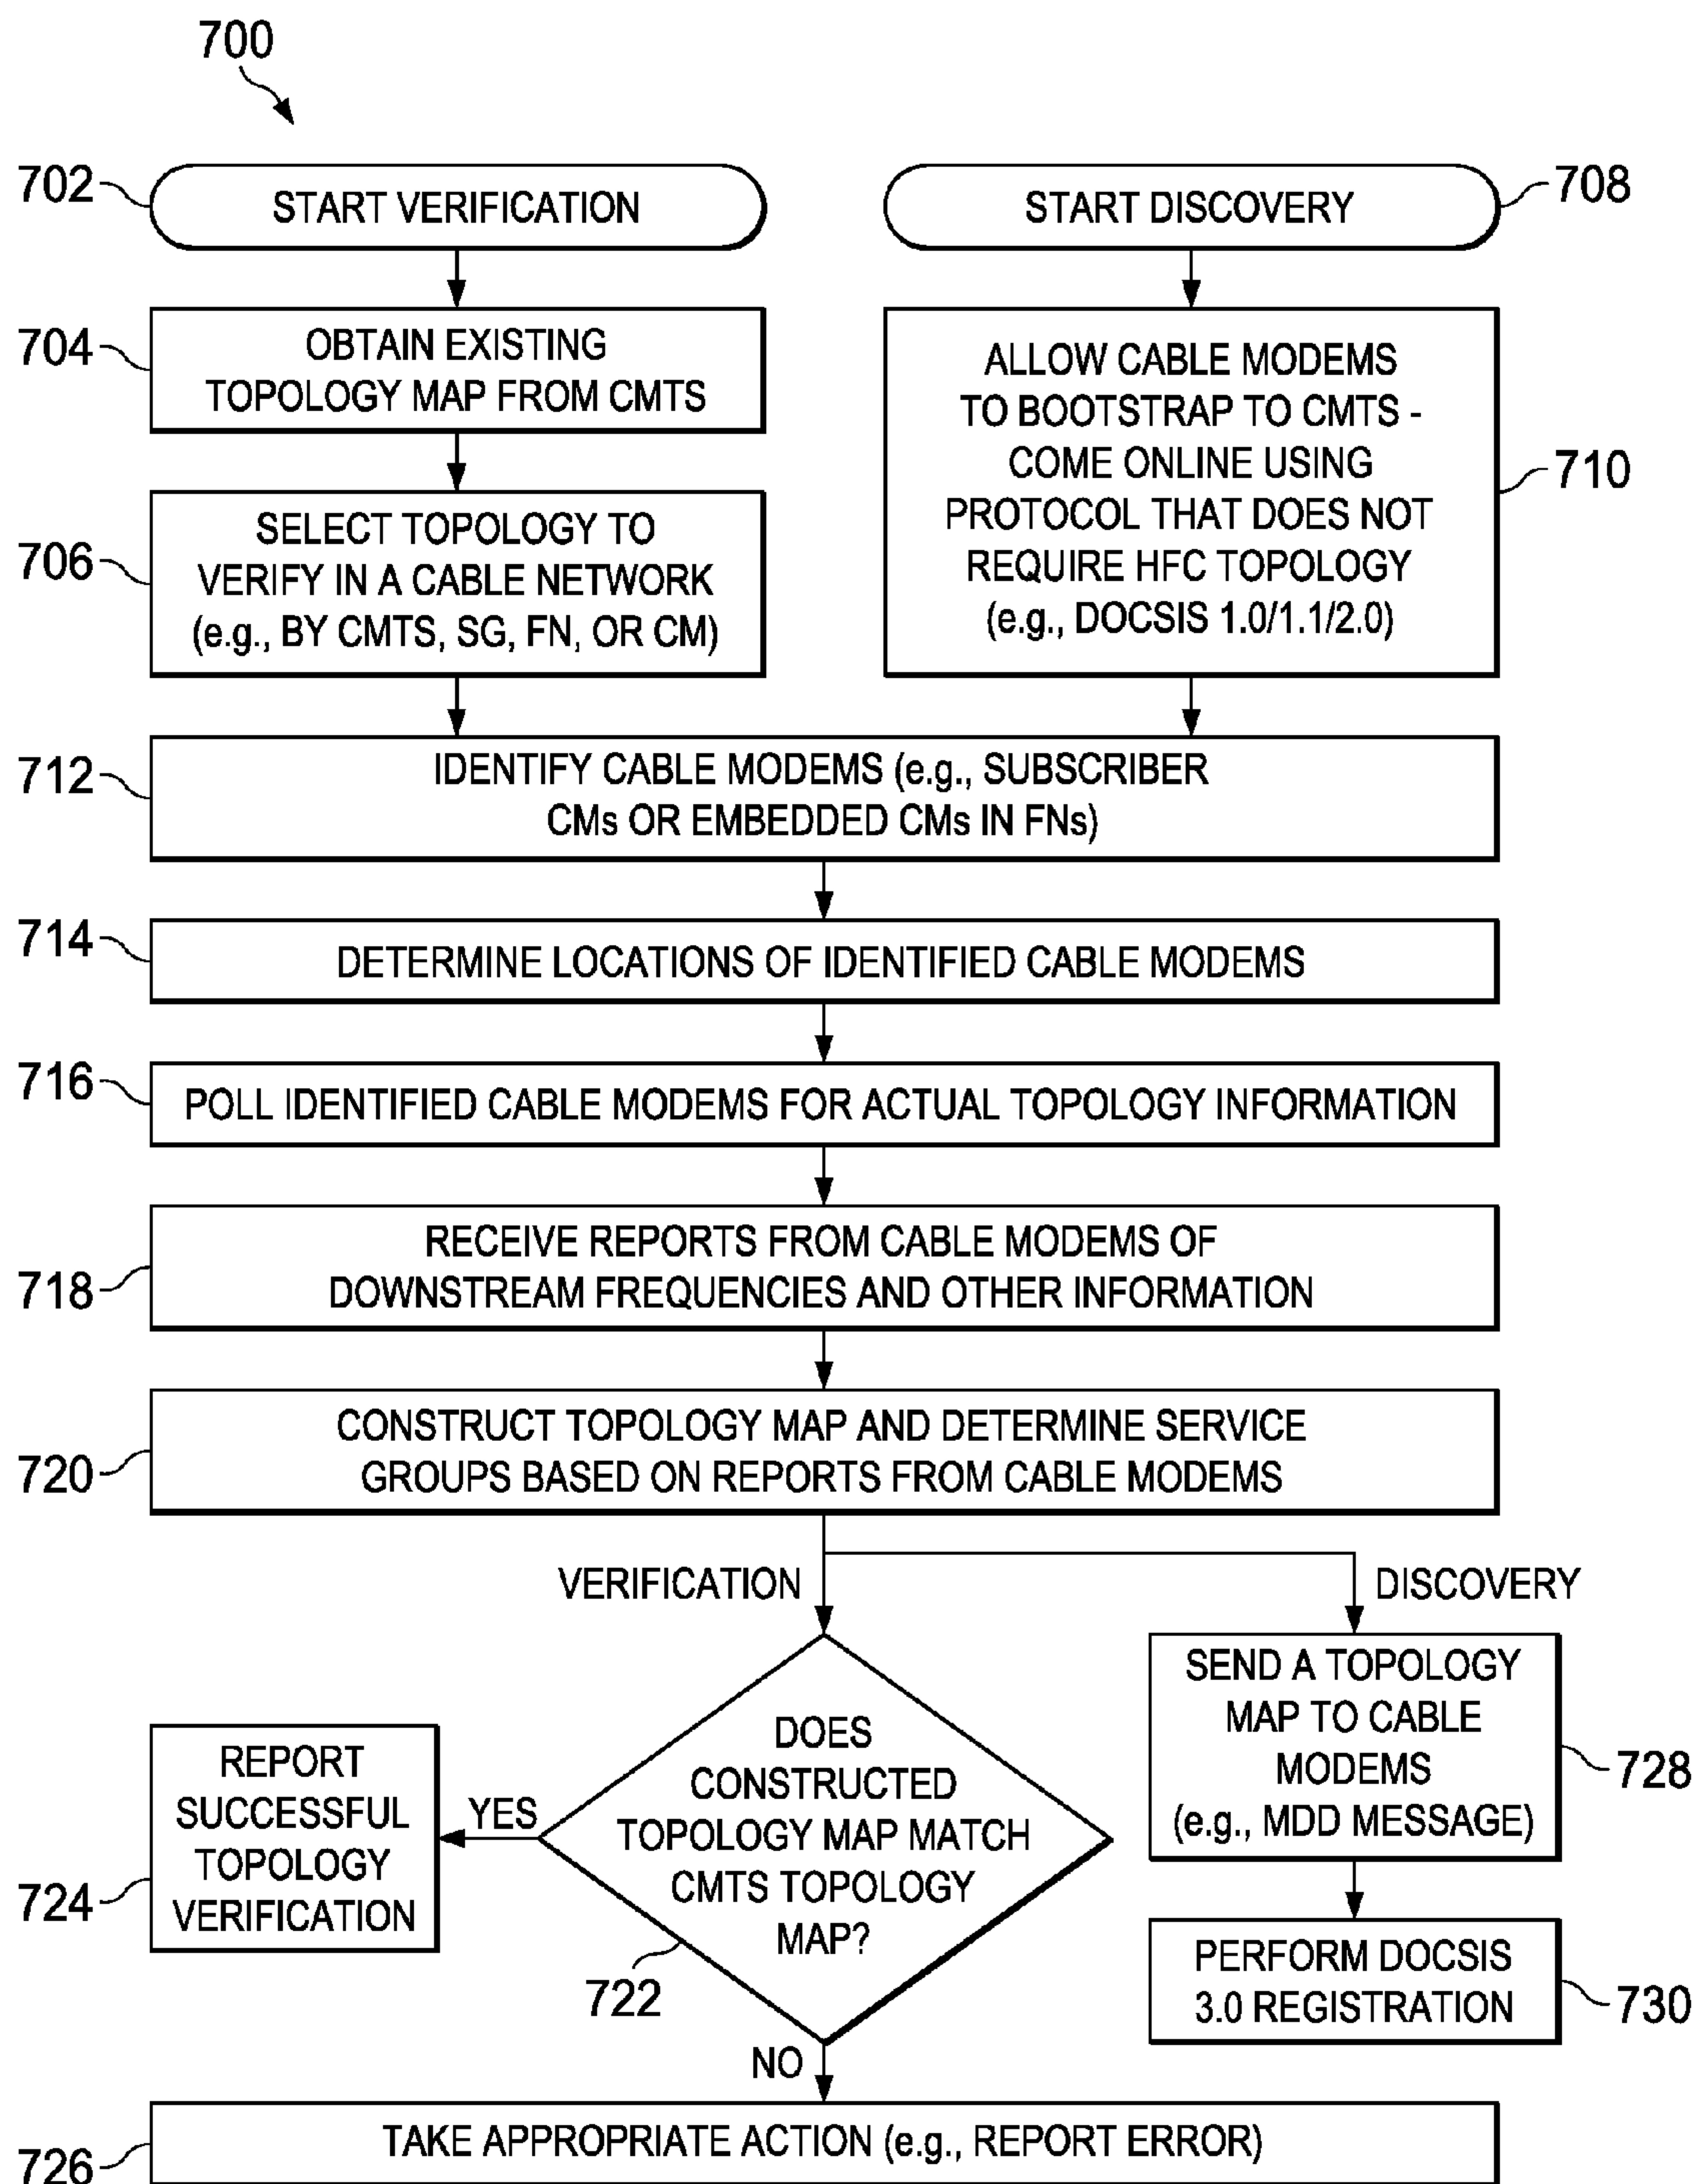 700
702
START VERIFICATION
START DISCOVERY
708
704
OBTAIN EXISTING
TOPOLOGY MAP FROM CMTS
706
SELECT TOPOLOGY TO
VERIFY IN A CABLE NETWORK
(e.g., BY CMTS, SG, FN, OR CM)
ALLOW CABLE MODEMS
TO BOOTSTRAP TO CMTS -
COME ONLINE USING
PROTOCOL THAT DOES NOT
REQUIRE HFC TOPOLOGY
(e.g., DOCSIS 1.0/1.1/2.0)
710
712
IDENTIFY CABLE MODEMS (e.g., SUBSCRIBER
CMs OR EMBEDDED CMs IN FNs)
714
DETERMINE LOCATIONS OF IDENTIFIED CABLE MODEMS
716
POLL IDENTIFIED CABLE MODEMS FOR ACTUAL TOPOLOGY INFORMATION
718
RECEIVE REPORTS FROM CABLE MODEMS OF
DOWNSTREAM FREQUENCIES AND OTHER INFORMATION
720
CONSTRUCT TOPOLOGY MAP AND DETERMINE SERVICE
GROUPS BASED ON REPORTS FROM CABLE MODEMS
VERIFICATION
DISCOVERY
DOES
CONSTRUCTED
TOPOLOGY MAP MATCH
CMTS TOPOLOGY
MAP?
722
YES
REPORT
SUCCESSFUL
TOPOLOGY
VERIFICATION
724
SEND A TOPOLOGY
MAP TO CABLE
MODEMS
(e.g., MDD MESSAGE)
728
PERFORM DOCSIS
3.0 REGISTRATION
730
NO
726
TAKE APPROPRIATE ACTION (e.g., REPORT ERROR)